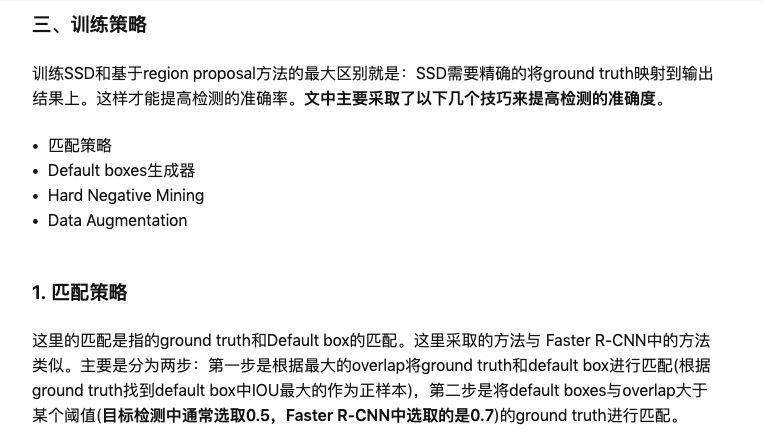 三、训练策略
训练SSD和基于region proposal方法的最大区别就是：SSD需要精确的将ground truth映射到输出
结果上。这样才能提高检测的准确率。文中主要采取了以下几个技巧来提高检测的准确度。
• 匹配策略
• Default boxes生成器
• Hard Negative Mining
• Data Augmentation
1. 匹配策略
这里的匹配是指的ground truth和Default box的匹配。这里采取的方法与 Faster R-CNN中的方法
类似。主要是分为两步：第一步是根据最大的overlap将ground truth和default box进行匹配(根据
ground truth找到default box中IOU最大的作为正样本)，第二步是将default boxes与overlap大于
某个阈值(目标检测中通常选取0.5，Faster R-CNN中选取的是0.7)的ground truth进行匹配。